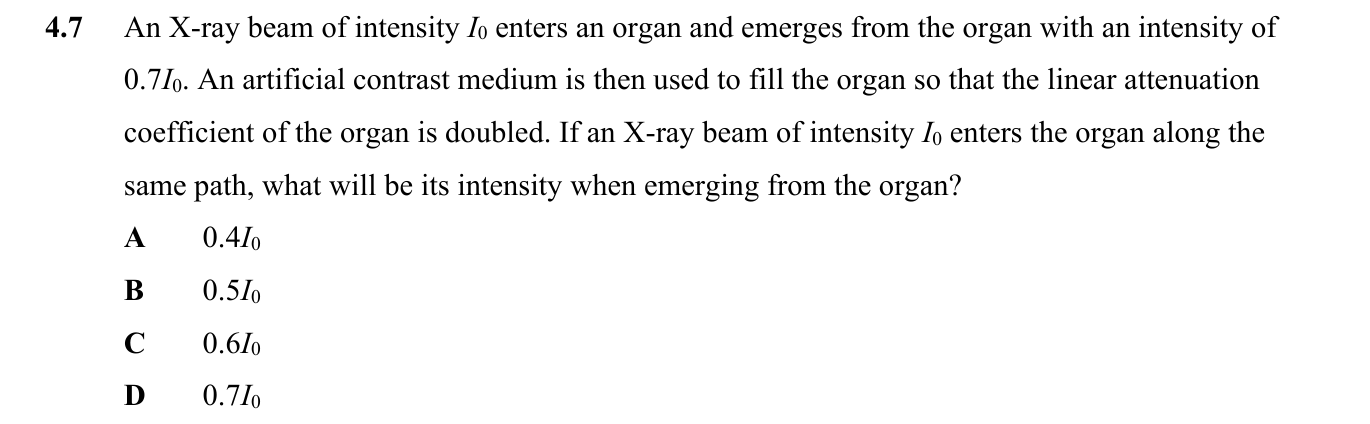 4.7 An X-ray beam of intensity I₀ enters an organ and emerges from the organ with an intensity of
0.7I₀. An artificial contrast medium is then used to fill the organ so that the linear attenuation
coefficient of the organ is doubled. If an X-ray beam of intensity I₀ enters the organ along the
same path, what will be its intensity when emerging from the organ?
A 0.4I₀
B 0.5I₀
C 0.6I₀
D 0.7I₀